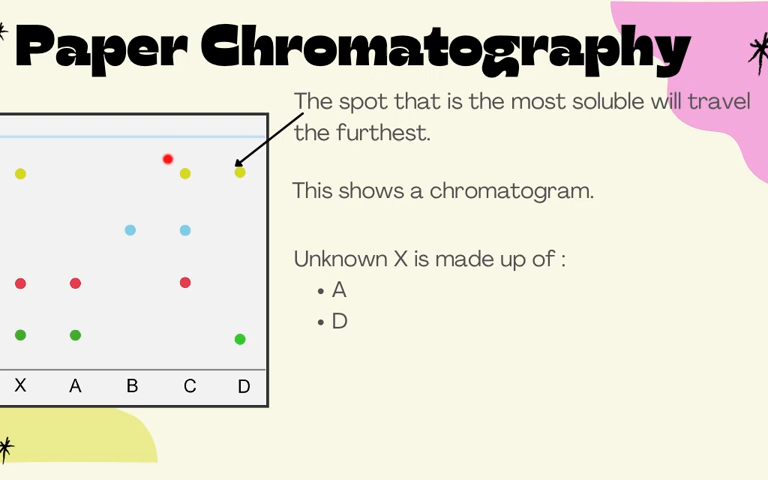 Paper Chromatography
The spot that is the most soluble will travel
the furthest.
This shows a chromatogram.
Unknown X is made up of :
• A
• D
X A B C D